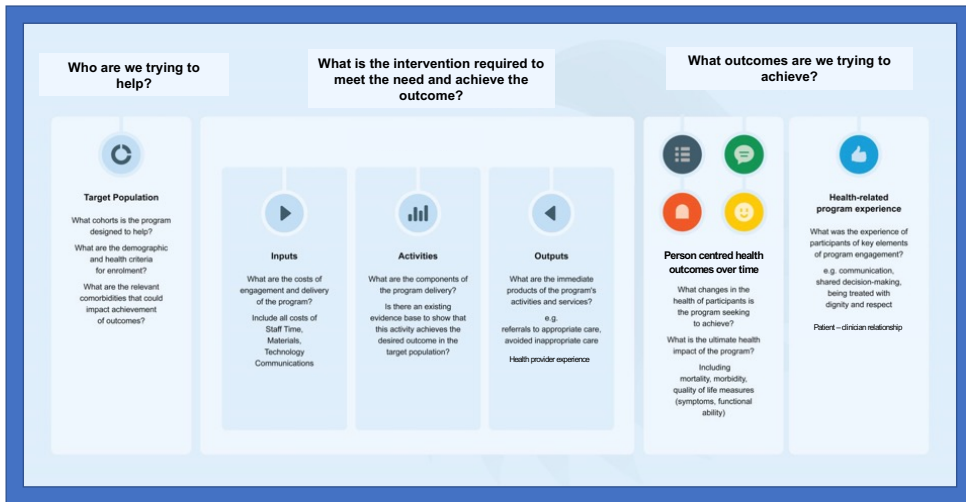 Who are we trying to
help?
What is the intervention required to
meet the need and achieve the
outcome?
What outcomes are we trying to
achieve?
Target Population
What cohorts is the program
designed to help?
What are the demographic
and health criteria
for enrolment?
What are the relevant
comorbities that could
impact achievement
of outcomes?
Inputs
What are the costs of
engagement and delivery
of the program?
Include all costs of
Staff Time,
Materials,
Technology
Communications
Activities
What are the components of
the program delivery?
Is there an existing
evidence base to show that
this activity achieves the
desired outcome in the
target population?
Outputs
What are the immediate
products of the program's
activities and services?
e.g.
referrals to appropriate care,
avoided inappropriate care
Health provider experience
Person centred health
outcomes over time
What changes in the
health of participants is
the program seeking
to achieve?
What is the ultimate health
impact of the program?
Including
mortality, morbidity,
quality of life measures
(symptoms, functional
ability)
Health-related
program experience
What was the experience of
participants of key elements
of program engagement?
e.g. communication,
shared decision-making,
being treated with
dignity and respect
Patient – clinician relationship